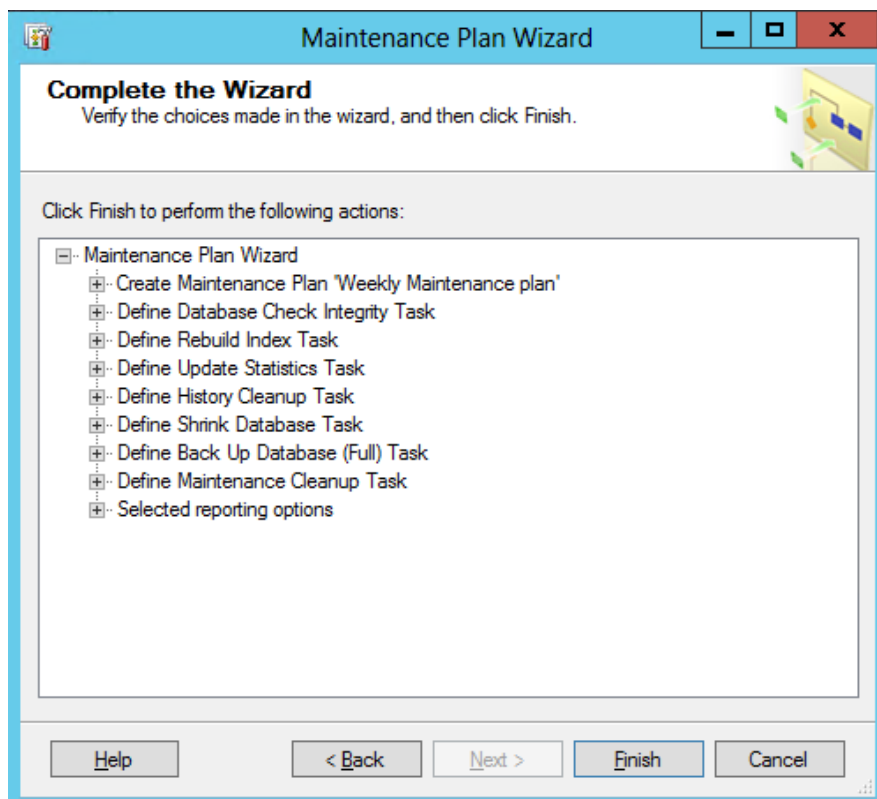 Maintenance Plan Wizard
Complete the Wizard
Verify the choices made in the wizard, and then click Finish.
Click Finish to perform the following actions:
Maintenance Plan Wizard
Create Maintenance Plan 'Weekly Maintenance plan'
Define Database Check Integrity Task
Define Rebuild Index Task
Define Update Statistics Task
Define History Cleanup Task
Define Shrink Database Task
Define Back Up Database (Full) Task
Define Maintenance Cleanup Task
Selected reporting options
Help < Back Next > Finish Cancel